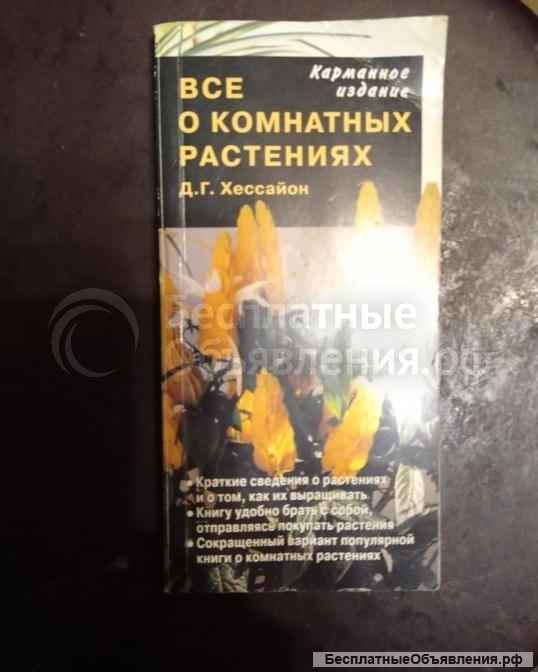 Карманное
издание
ВСЕ
О КОМНАТНЫХ
РАСТЕНИЯХ
Д.Г. Хессайон
Бесплатные
Объявления.рф
• Краткие сведения о растениях
и о том, как их выращивать
• Книгу удобно брать с собой,
отправляясь покупать растения
• Сокращенный вариант популярной
книги о комнатных растениях
БесплатныеОбъявления.рф